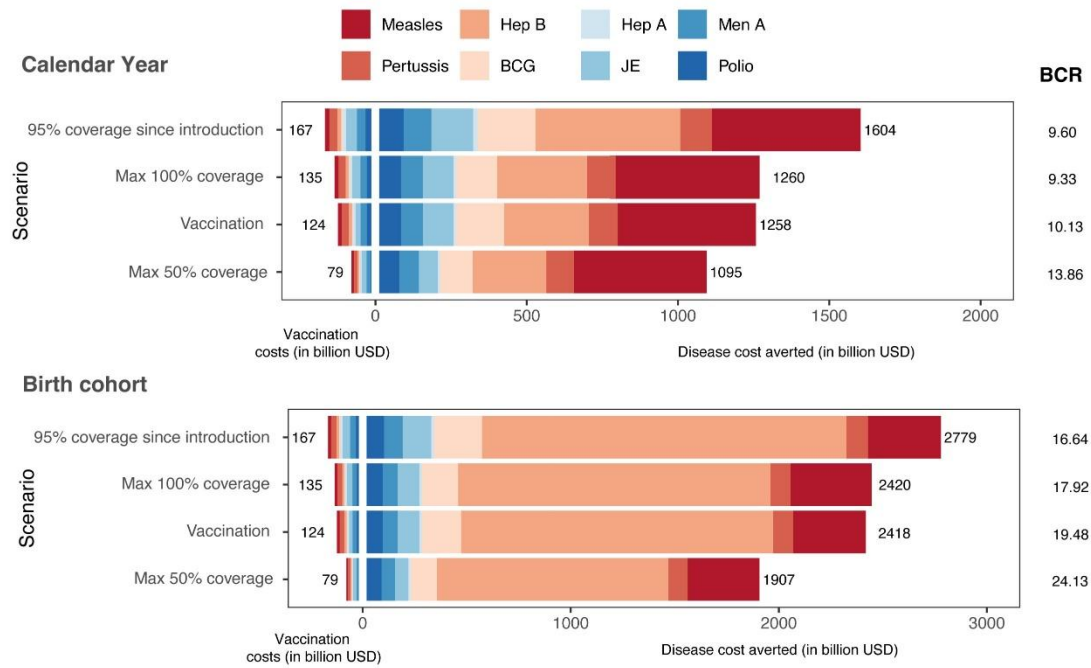 Measles Hep B Hep A Men A
Pertussis BCG JE Polio
Calendar Year
BCR
Scenario
95% coverage since introduction 167 1604 9.60
Max 100% coverage 135 1260 9.33
Vaccination 124 1258 10.13
Max 50% coverage 79 1095 13.86
0 500 1000 1500 2000
Vaccination
costs (in billion USD) Disease cost averted (in billion USD)
Birth cohort
Scenario
95% coverage since introduction 167 2779 16.64
Max 100% coverage 135 2420 17.92
Vaccination 124 2418 19.48
Max 50% coverage 79 1907 24.13
0 1000 2000 3000
Vaccination
costs (in billion USD) Disease cost averted (in billion USD)